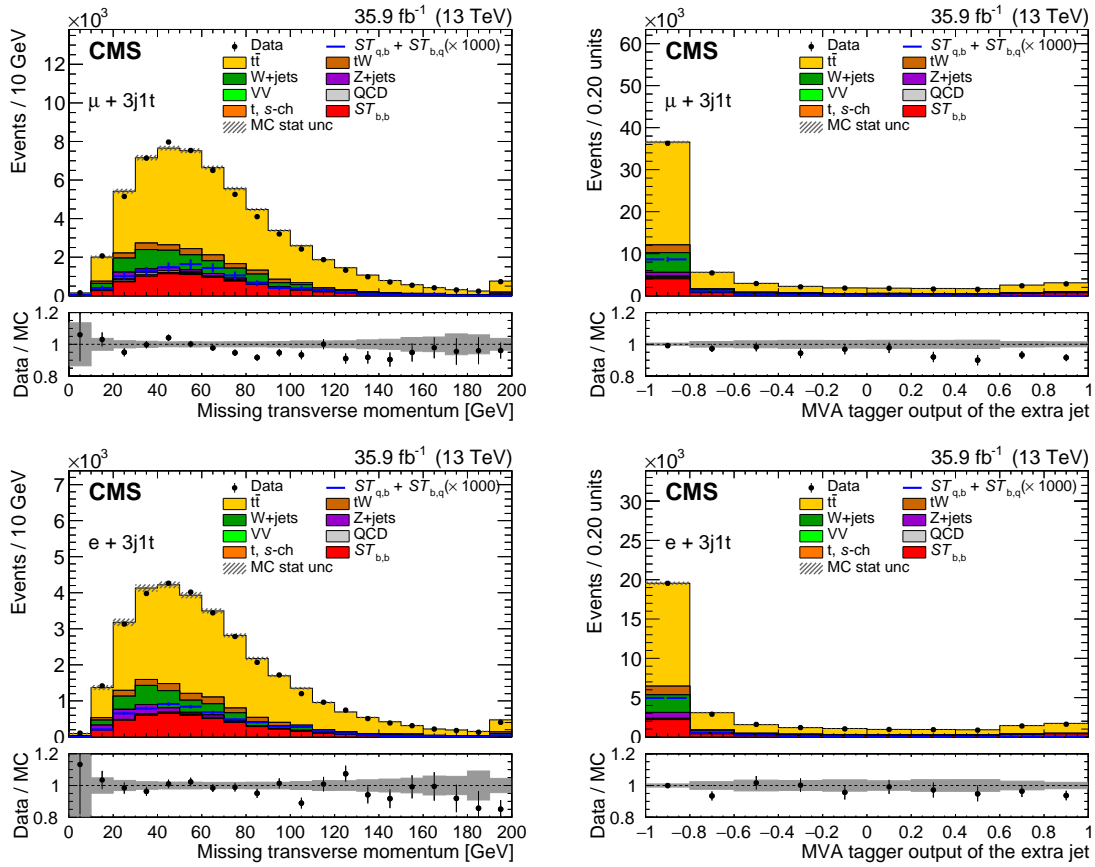 ×10³
35.9 fb⁻¹ (13 TeV)
Events / 10 GeV
CMS
μ + 3j1t
Data
ST_q,b + ST_b,q (× 1000)
tt̄
tW
W+jets
Z+jets
VV
QCD
t, s-ch
ST_b,b
MC stat unc
8
6
4
2
0
Data / MC
1.2
1
0.8
0 20 40 60 80 100 120 140 160 180 200
Missing transverse momentum [GeV]
×10³
35.9 fb⁻¹ (13 TeV)
Events / 0.20 units
CMS
μ + 3j1t
Data
ST_q,b + ST_b,q (× 1000)
tt̄
tW
W+jets
Z+jets
VV
QCD
t, s-ch
ST_b,b
MC stat unc
60
50
40
30
20
10
0
Data / MC
1.2
1
0.8
−1 −0.8 −0.6 −0.4 −0.2 0 0.2 0.4 0.6 0.8 1
MVA tagger output of the extra jet
×10³
35.9 fb⁻¹ (13 TeV)
Events / 10 GeV
CMS
e + 3j1t
Data
ST_q,b + ST_b,q (× 1000)
tt̄
tW
W+jets
Z+jets
VV
QCD
t, s-ch
ST_b,b
MC stat unc
7
6
5
4
3
2
1
0
Data / MC
1.2
1
0.8
0 20 40 60 80 100 120 140 160 180 200
Missing transverse momentum [GeV]
×10³
35.9 fb⁻¹ (13 TeV)
Events / 0.20 units
CMS
e + 3j1t
Data
ST_q,b + ST_b,q (× 1000)
tt̄
tW
W+jets
Z+jets
VV
QCD
t, s-ch
ST_b,b
MC stat unc
30
25
20
15
10
5
0
Data / MC
1.2
1
0.8
−1 −0.8 −0.6 −0.4 −0.2 0 0.2 0.4 0.6 0.8 1
MVA tagger output of the extra jet